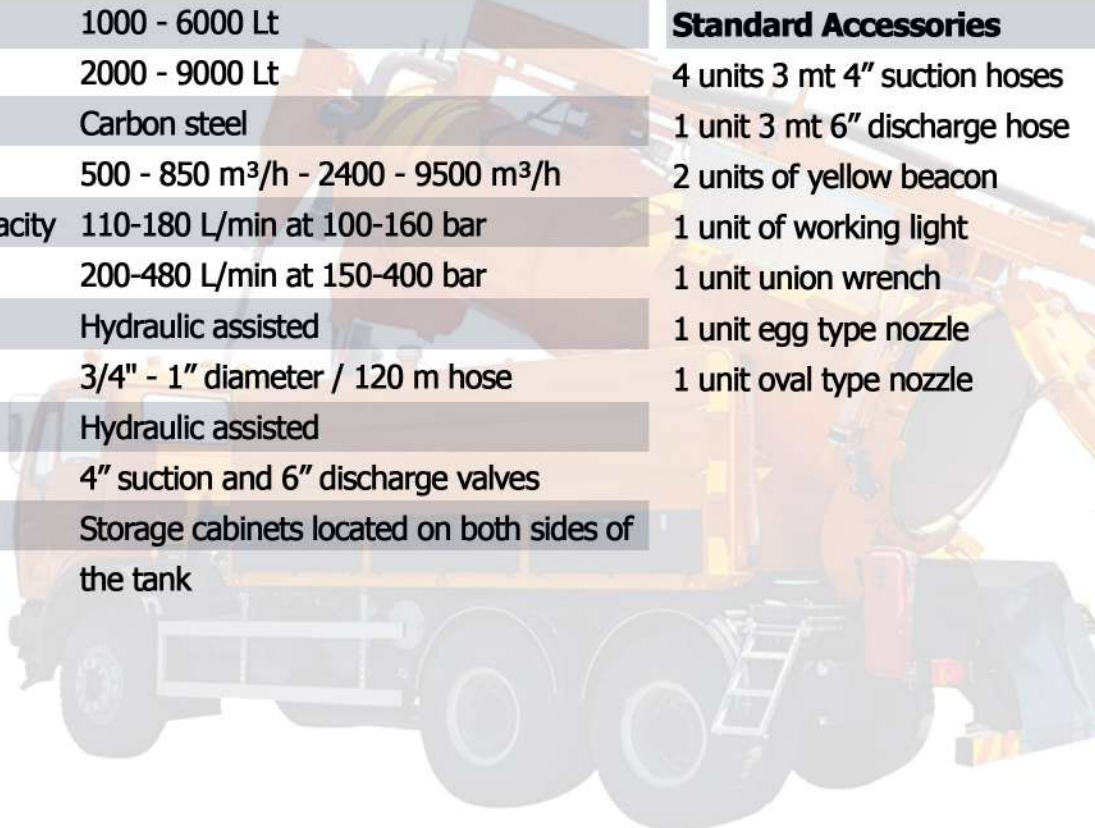 1000 - 6000 Lt
2000 - 9000 Lt
Carbon steel
500 - 850 m³/h - 2400 - 9500 m³/h
acity 110-180 L/min at 100-160 bar
200-480 L/min at 150-400 bar
Hydraulic assisted
3/4" - 1” diameter / 120 m hose
Hydraulic assisted
4” suction and 6” discharge valves
Storage cabinets located on both sides of
the tank
Standard Accessories
4 units 3 mt 4” suction hoses
1 unit 3 mt 6” discharge hose
2 units of yellow beacon
1 unit of working light
1 unit union wrench
1 unit egg type nozzle
1 unit oval type nozzle